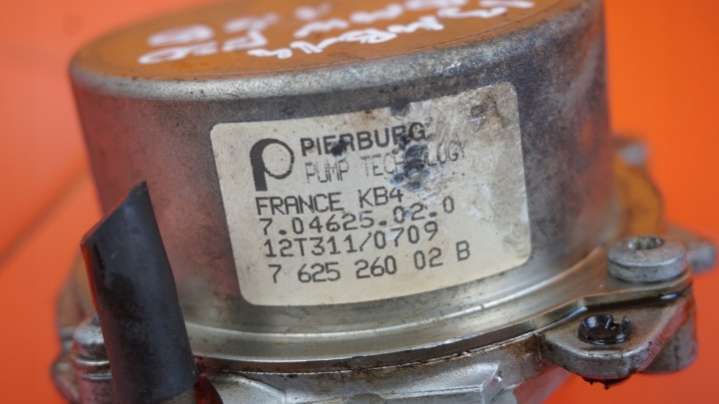 PIERBURG
PUMP TECHNOLOGY
FRANCE KB4
7.04625.02.0
12T311/0709
7 625 260 02 B